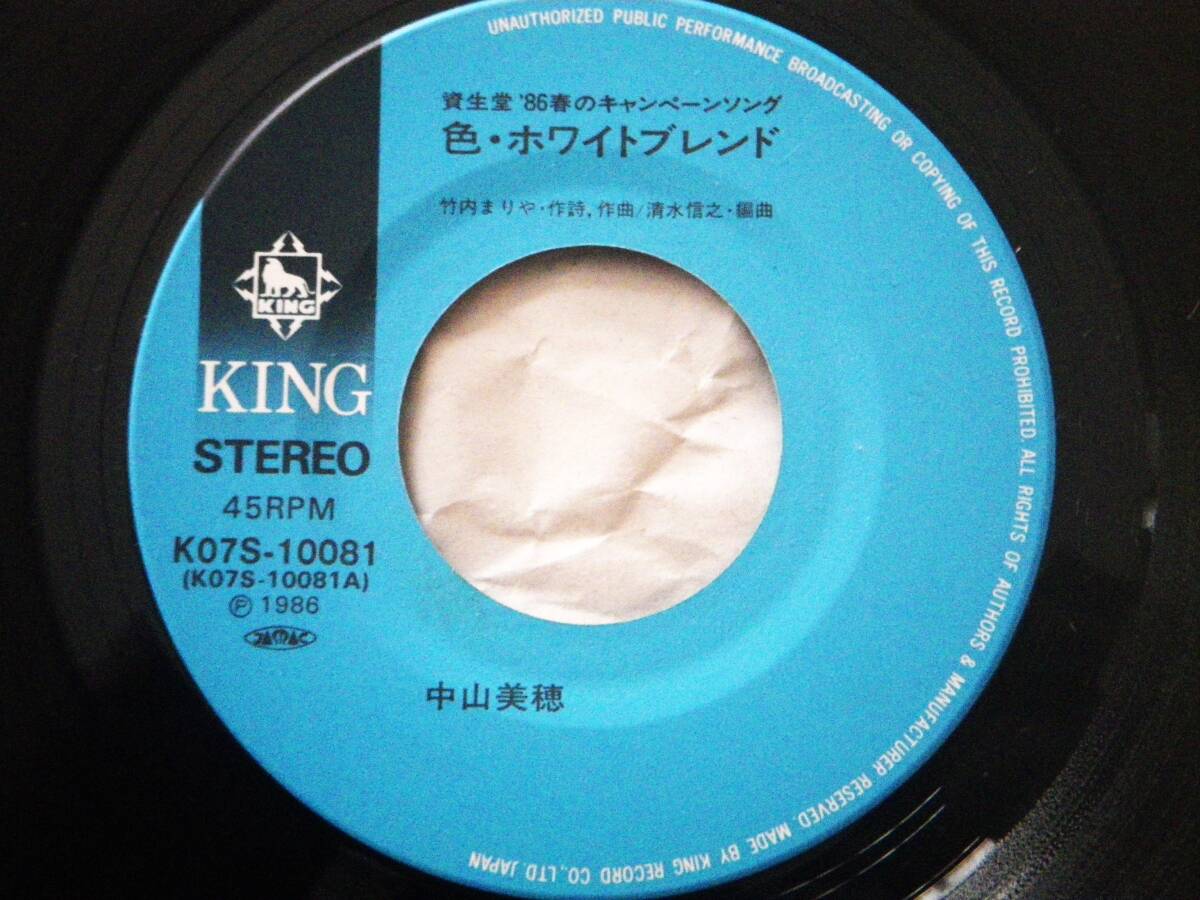 資生堂 '86春のキャンペーンソング
色・ホワイトブレンド
竹内まりや・作詩, 作曲/清水信之・編曲
KING
KING
STEREO
45RPM
K07S-10081
(K07S-10081A)
Ⓟ 1986
中山美穂
UNAUTHORIZED PUBLIC PERFORMANCE BROADCASTING OR COPYING OF THIS RECORD PROHIBITED. ALL RIGHTS OF AUTHORS & MANUFACTURER RESERVED. MADE BY KING RECORD CO., LTD. JAPAN